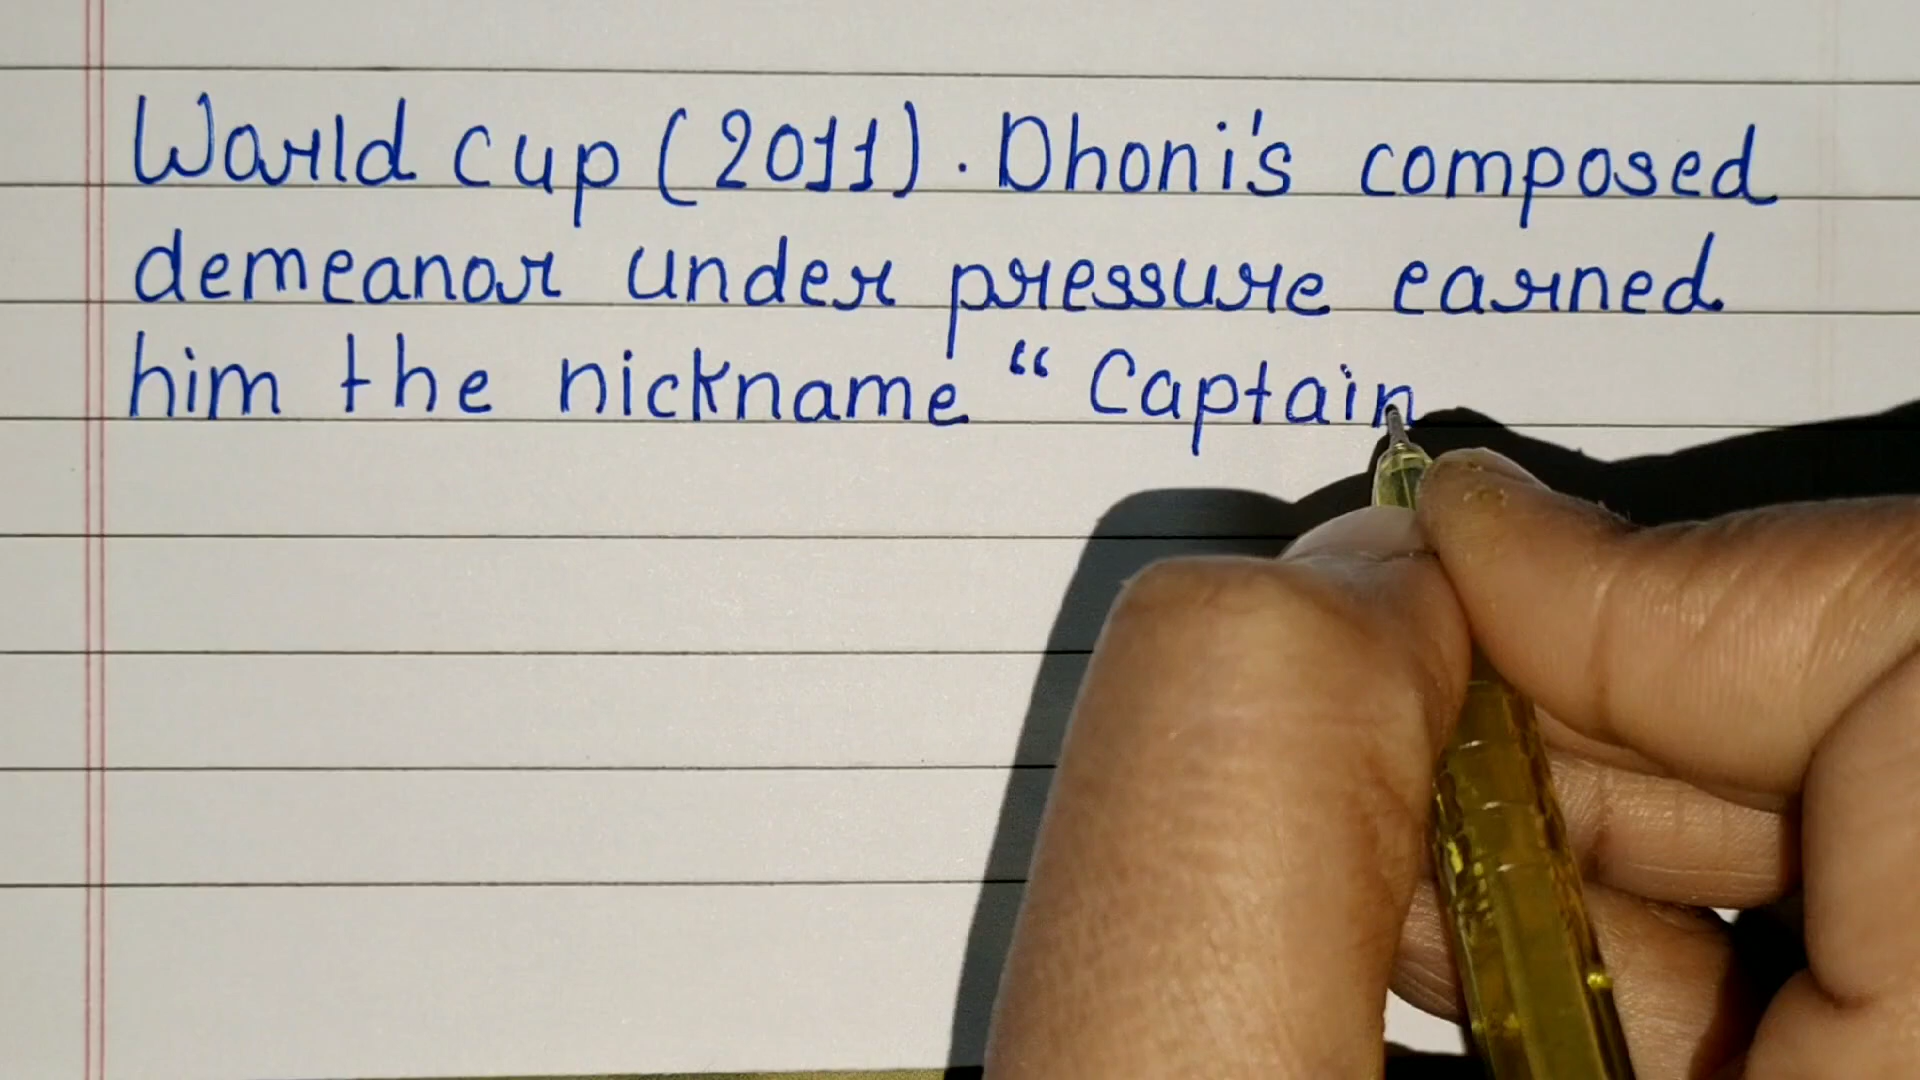 World cup (2011). Dhoni's composed
demeanor under pressure earned
him the nickname “ Captain